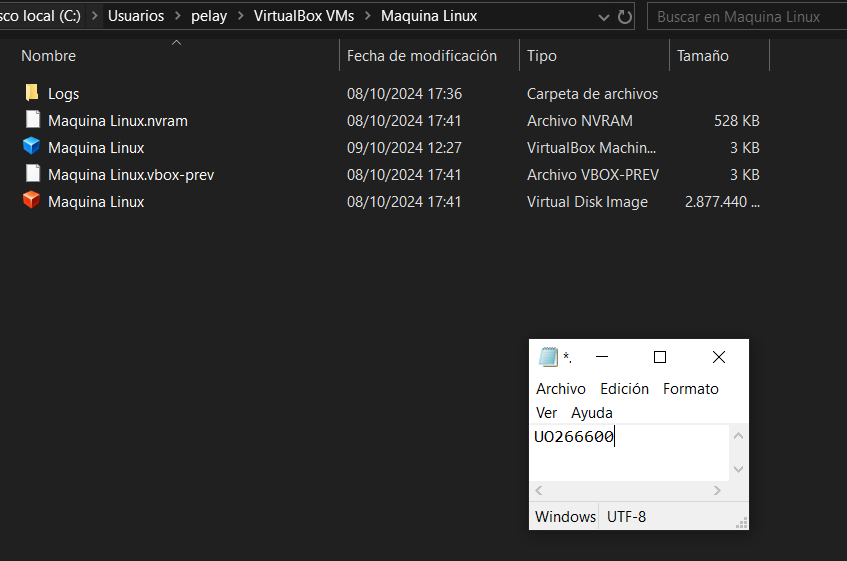 sco local (C:) > Usuarios > pelay > VirtualBox VMs > Maquina Linux
Buscar en Maquina Linux
Nombre Fecha de modificación Tipo Tamaño
Logs 08/10/2024 17:36 Carpeta de archivos
Maquina Linux.nvram 08/10/2024 17:41 Archivo NVRAM 528 KB
Maquina Linux 09/10/2024 12:27 VirtualBox Machin... 3 KB
Maquina Linux.vbox-prev 08/10/2024 17:41 Archivo VBOX-PREV 3 KB
Maquina Linux 08/10/2024 17:41 Virtual Disk Image 2.877.440 ...
*.
Archivo Edición Formato
Ver Ayuda
UO266600
Windows UTF-8